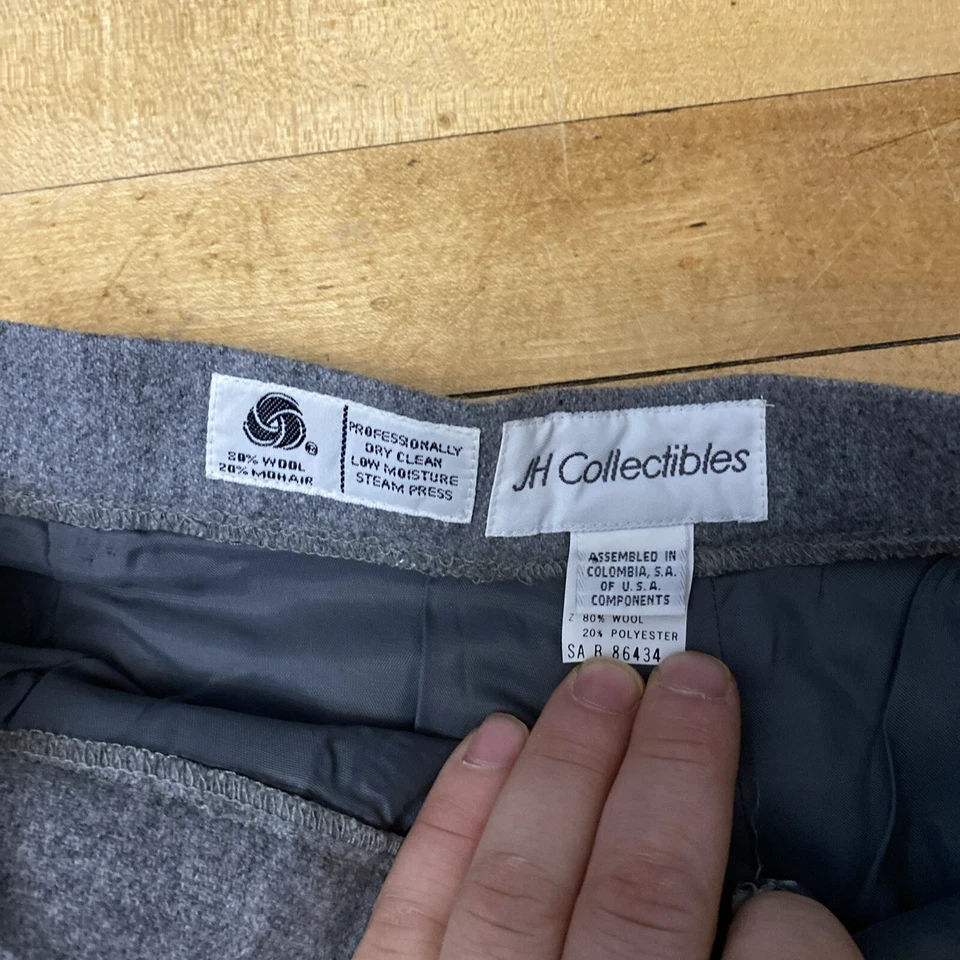 80% WOOL
20% MOHAIR
PROFESSIONALLY
DRY CLEAN
LOW MOISTURE
STEAM PRESS
JH Collectibles
ASSEMBLED IN
COLOMBIA, S.A.
OF U.S.A.
COMPONENTS
Z 80% WOOL
20% POLYESTER
SA R 86434